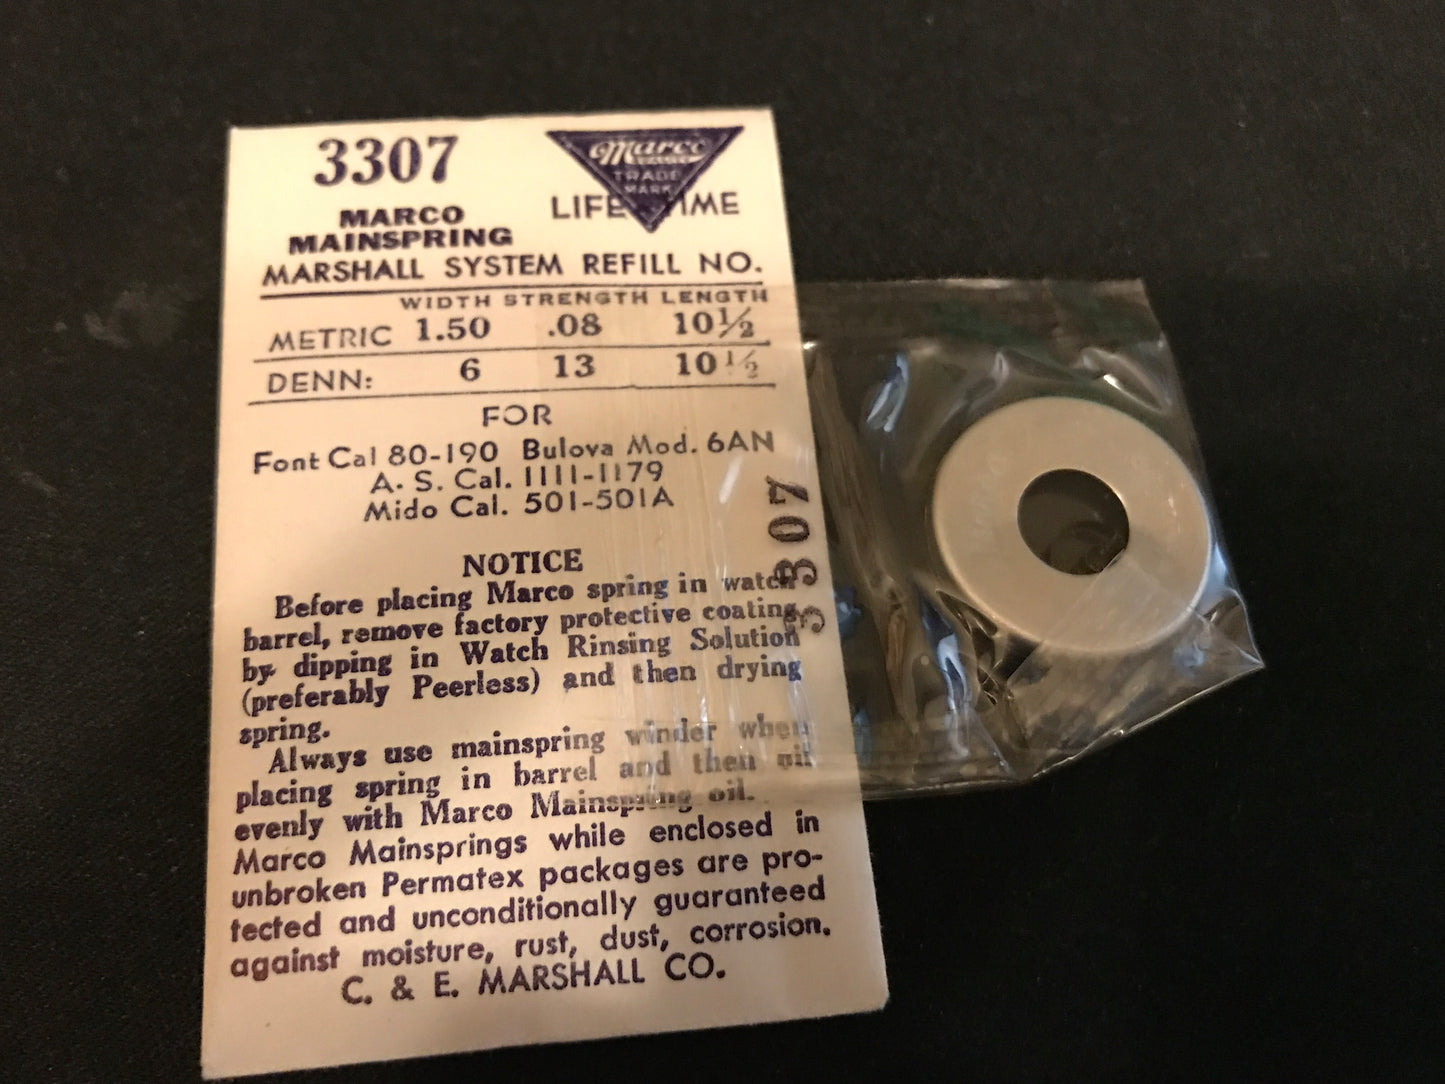 3307
Marco
QUALITY
TRADE
MARK
LIFE TIME
MARCO
MAINSPRING
MARSHALL SYSTEM REFILL NO.
WIDTH STRENGTH LENGTH
METRIC 1.50 .08 10½
DENN: 6 13 10½
FOR
Font Cal 80-190 Bulova Mod. 6AN
A. S. Cal. 1111-1179
Mido Cal. 501-501A
3307
NOTICE
Before placing Marco spring in watch
barrel, remove factory protective coating
by dipping in Watch Rinsing Solution
(preferably Peerless) and then drying
spring.
Always use mainspring winder when
placing spring in barrel and then oil
evenly with Marco Mainspring oil.
Marco Mainsprings while enclosed in
unbroken Permatex packages are pro-
tected and unconditionally guaranteed
against moisture, rust, dust, corrosion.
C. & E. MARSHALL CO.